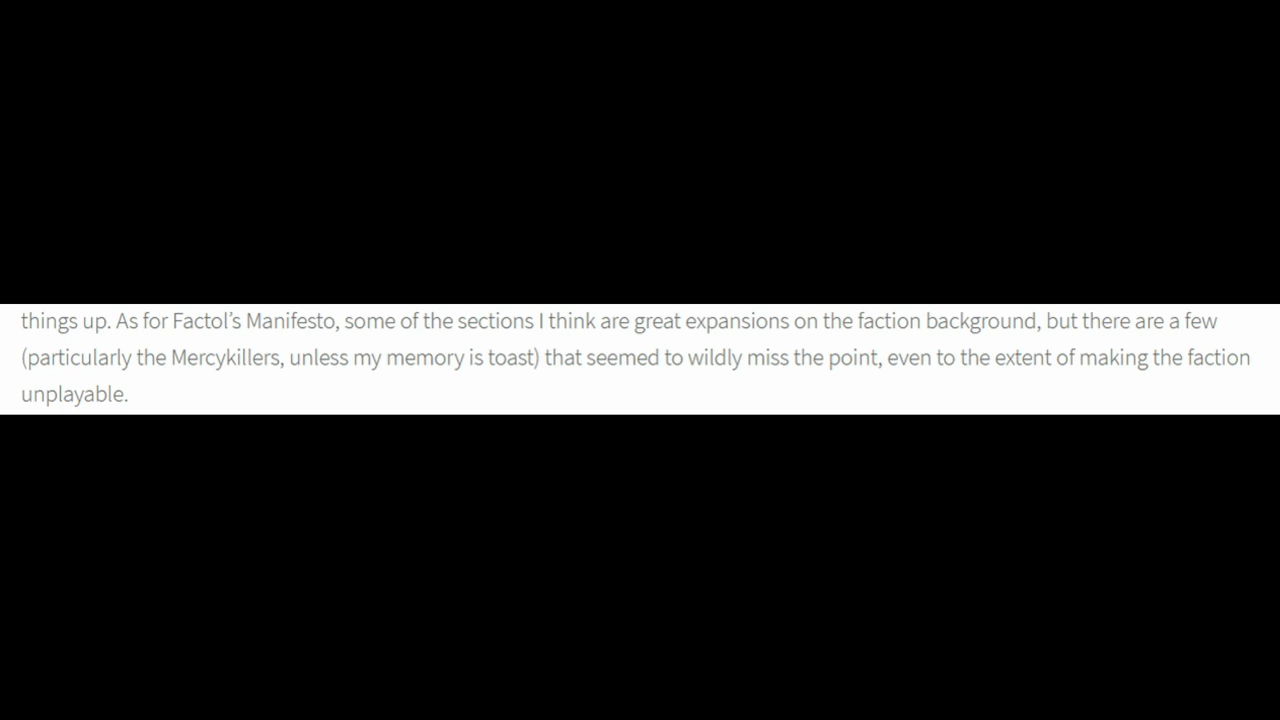 things up. As for Factol’s Manifesto, some of the sections I think are great expansions on the faction background, but there are a few
(particularly the Mercykillers, unless my memory is toast) that seemed to wildly miss the point, even to the extent of making the faction
unplayable.